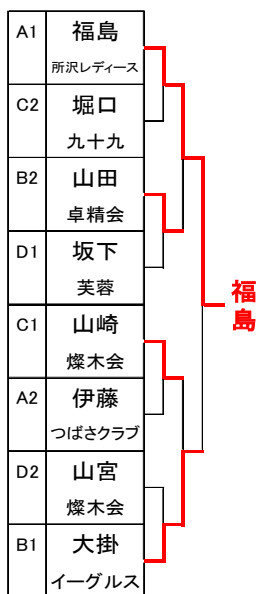 A1 福島
所沢レディース
C2 堀口
九十九
B2 山田
卓精会
D1 坂下
芙蓉
C1 山崎
燦木会
A2 伊藤
つばさクラブ
D2 山宮
燦木会
B1 大掛
イーグルス
福島